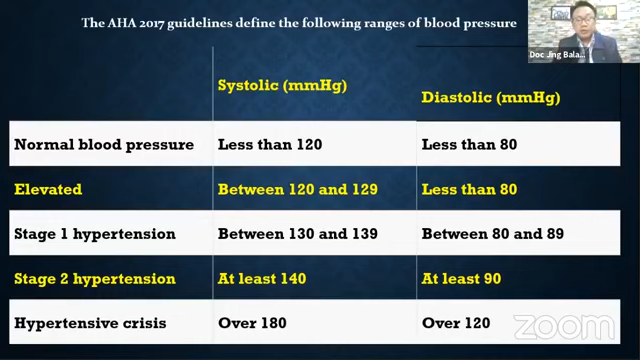 The AHA 2017 guidelines define the following ranges of blood pressure
Doc Jing Bala...
Systolic (mmHg) Diastolic (mmHg)
Normal blood pressure Less than 120 Less than 80
Elevated Between 120 and 129 Less than 80
Stage 1 hypertension Between 130 and 139 Between 80 and 89
Stage 2 hypertension At least 140 At least 90
Hypertensive crisis Over 180 Over 120
zoom